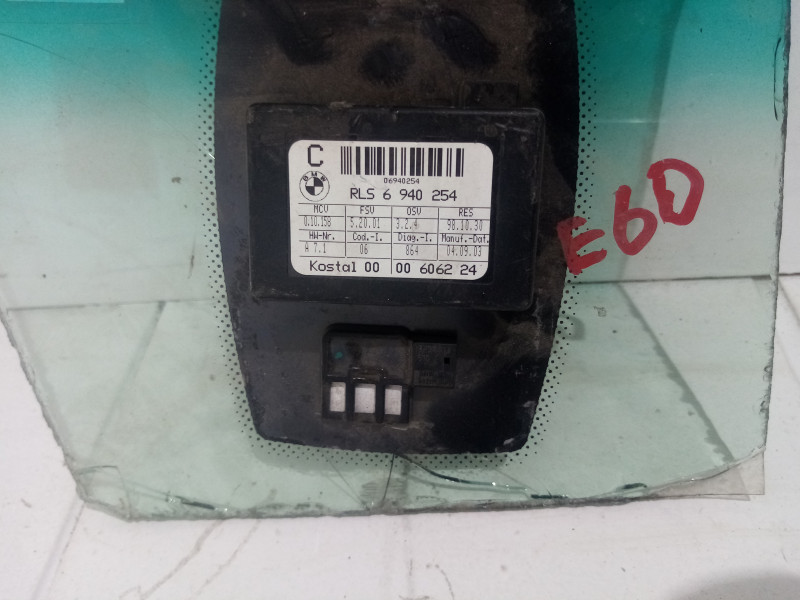 C
06940254
BMW
RLS 6 940 254
MCV FSV OSV RES
0.10.158 5.20.01 3.2.4 98.10.30
HW-Nr. Cod.-I. Diag.-I. Manuf.-Dat.
A 7.1 06 864 04.09.03
Kostal 00 00 6062 24
E60